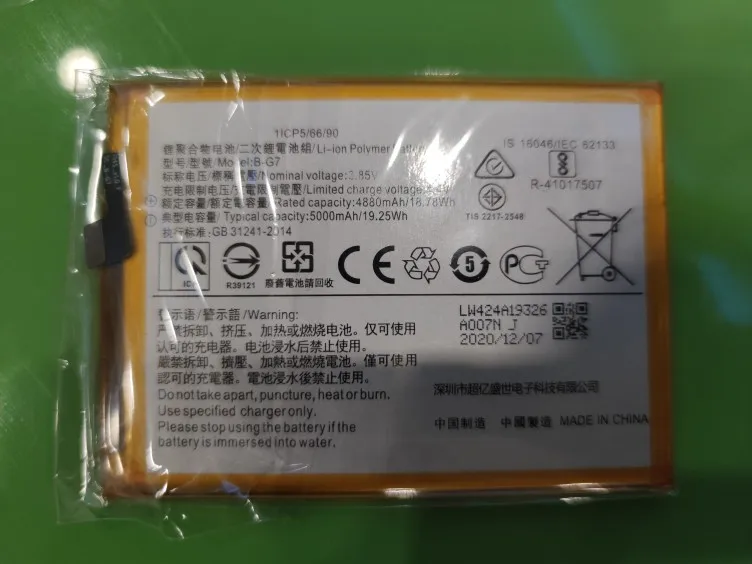 1ICP5/66/90
鋰聚合物电池/二次鋰電池組/Li-ion Polymer
型号/型號/Model:B-G7
标称电壓/標稱電壓/Nominal voltage:3.85V
充电限制电压/充電限制電壓/Limited charge voltage:
额定容量/額定容量/Rated capacity: 4880mAh/18.78Wh
典型容量/典型容量/Typical capacity: 5000mAh/19.25Wh
执行标准:GB 31241-2014
IS 16046/IEC 62133
R-41017507
TIS 2217-2548
R39121
廢舊電池請回收
CE
5
警示语/警示語/Warning:
严禁拆卸、挤压、加热或燃烧电池。仅可使用
认可的充电器。电池浸水后禁止使用。
嚴禁拆卸、擠壓、加熱或燃燒電池。僅可使用
認可的充電器。電池浸水後禁止使用。
Do not take apart, puncture, heat or burn.
Use specified charger only.
Stop using the battery if the
battery is immersed into water.
LW424A19326
A007N J
2020/12/07
深圳市超亿盛世电子科技有限公司
中国制造 中國製造 MADE IN CHINA